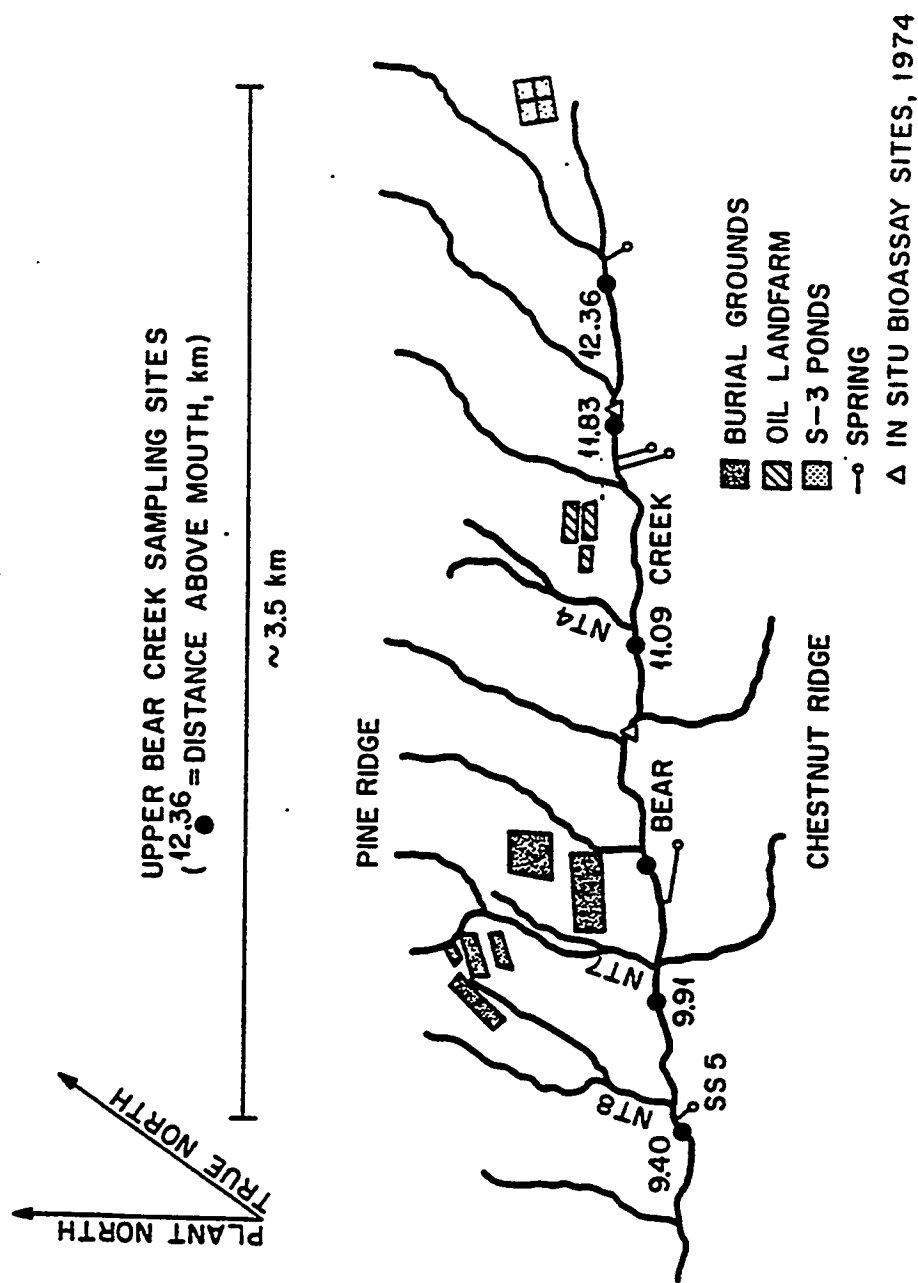 UPPER BEAR CREEK SAMPLING SITES
(12.36 = DISTANCE ABOVE MOUTH, km)
~3.5 km
PLANT NORTH
TRUE NORTH
PINE RIDGE
NT8
NT7
NT4
9.40
SS 5
9.91
BEAR
11.09
CREEK
11.83
12.36
CHESTNUT RIDGE
BURIAL GROUNDS
OIL LANDFARM
S-3 PONDS
SPRING
IN SITU BIOASSAY SITES, 1974